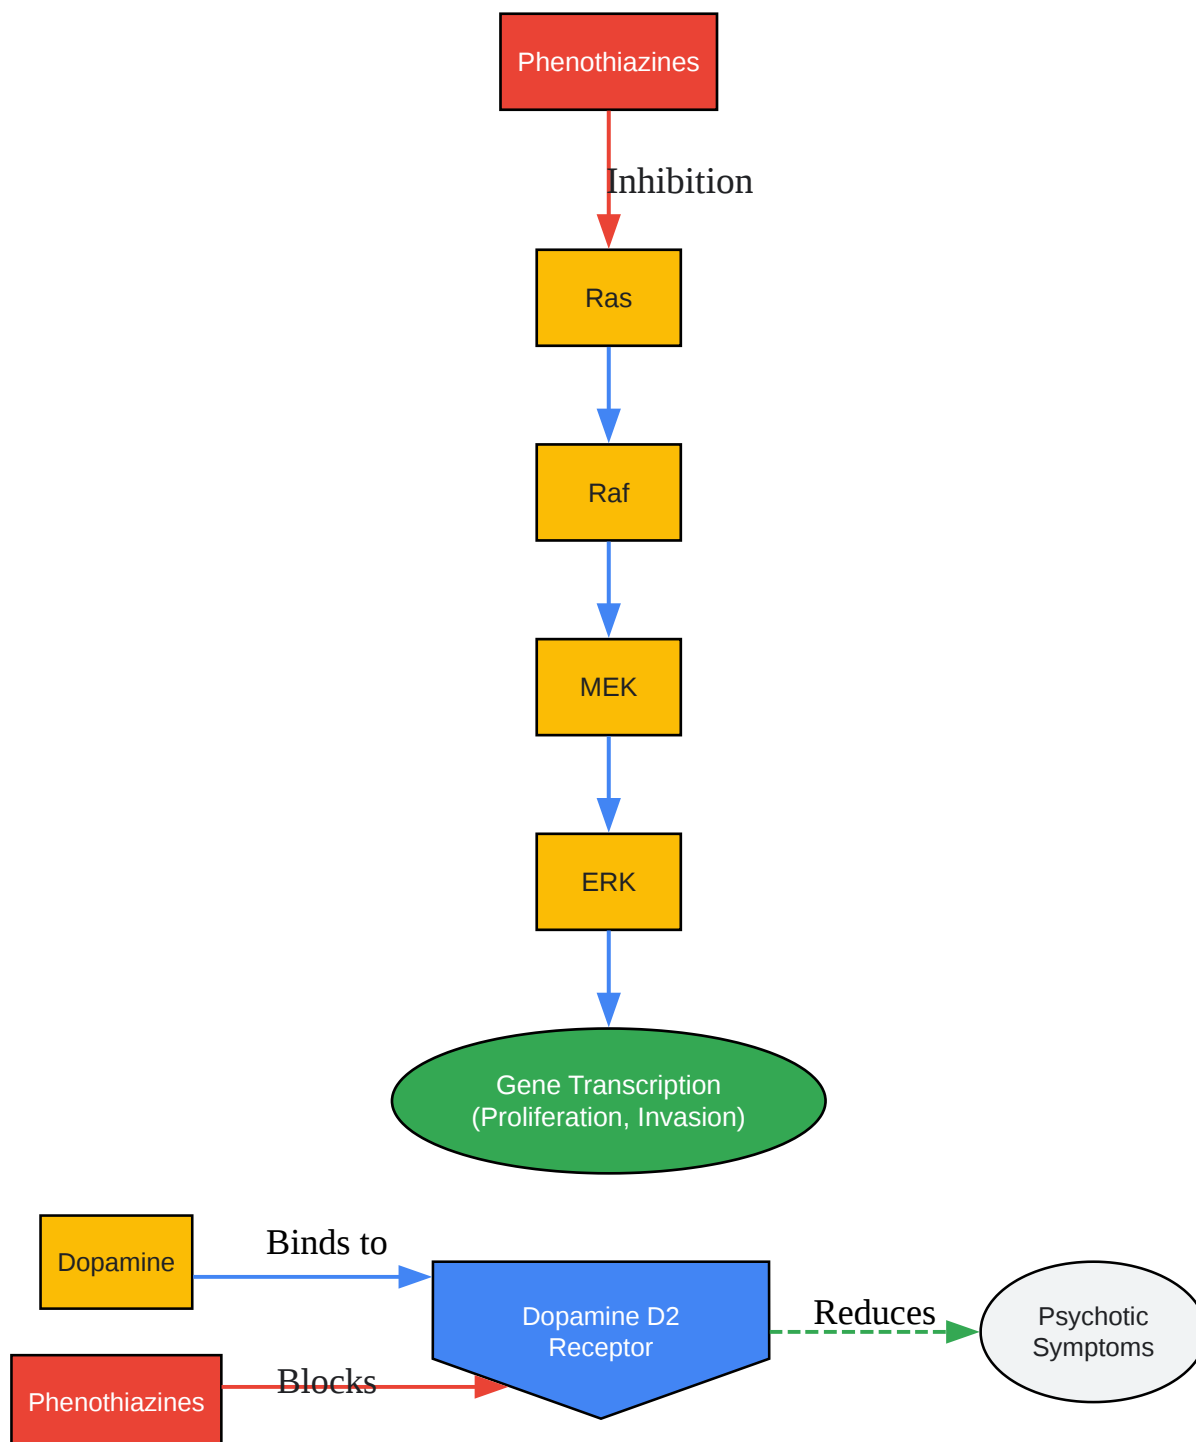 Phenothiazines
Inhibition
Ras
Raf
MEK
ERK
Gene Transcription
(Proliferation, Invasion)
Dopamine
Binds to
Dopamine D2
Receptor
Reduces
Psychotic
Symptoms
Phenothiazines
Blocks